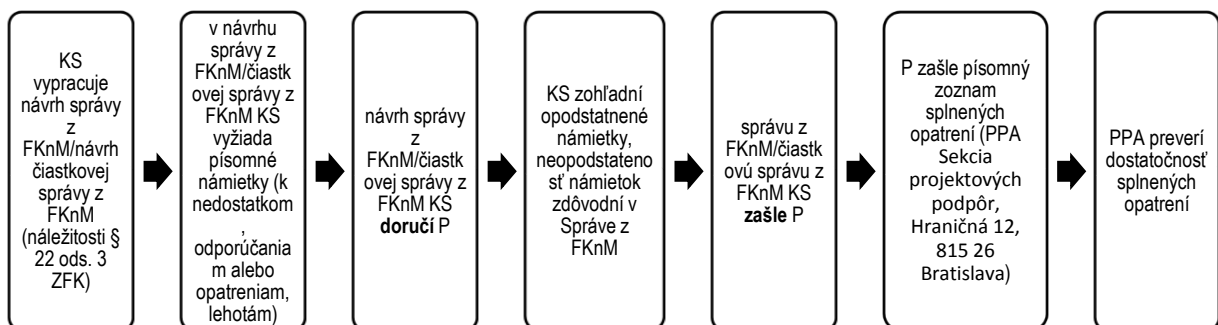 KS
vypracuje
návrh správy
z
FKnM/návrh
čiastkovej
správy z
FKnM
(náležitosti §
22 ods. 3
ZFK)
v návrhu
správy z
FKnM/čiastk
ovej správy z
FKnM KS
vyžiada
písomné
námietky (k
nedostatkom
,
odporúčania
m alebo
opatreniam,
lehotám)
návrh správy
z
FKnM/čiastk
ovej správy z
FKnM KS
doručí P
KS zohľadní
opodstatnené
námietky,
neopodstateno
sť námietok
zdôvodní v
Správe z
FKnM
správu z
FKnM/čiastk
ovú správu z
FKnM KS
zašle P
P zašle písomný
zoznam
splnených
opatrení (PPA
Sekcia
projektových
podpôr,
Hraničná 12,
815 26
Bratislava)
PPA preverí
dostatočnosť
splnených
opatrení